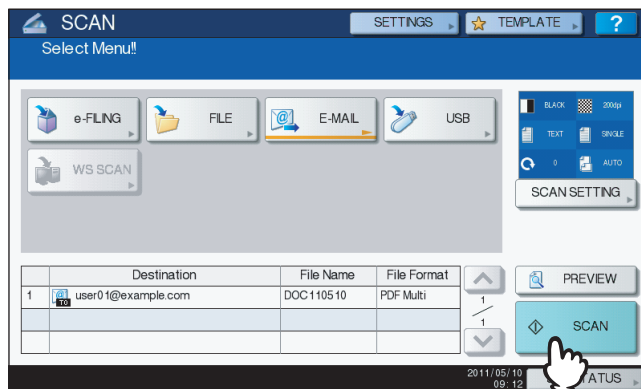 SCAN SETTINGS TEMPLATE ?
Select Menu!!
e-FILING FILE E-MAIL USB
BLACK 200dpi
TEXT SINGLE
0 AUTO
WS SCAN
SCAN SETTING
Destination File Name File Format
1 TO user01@example.com DOC110510 PDF Multi
PREVIEW
1
1
SCAN
2011/05/10
09:12
ATUS